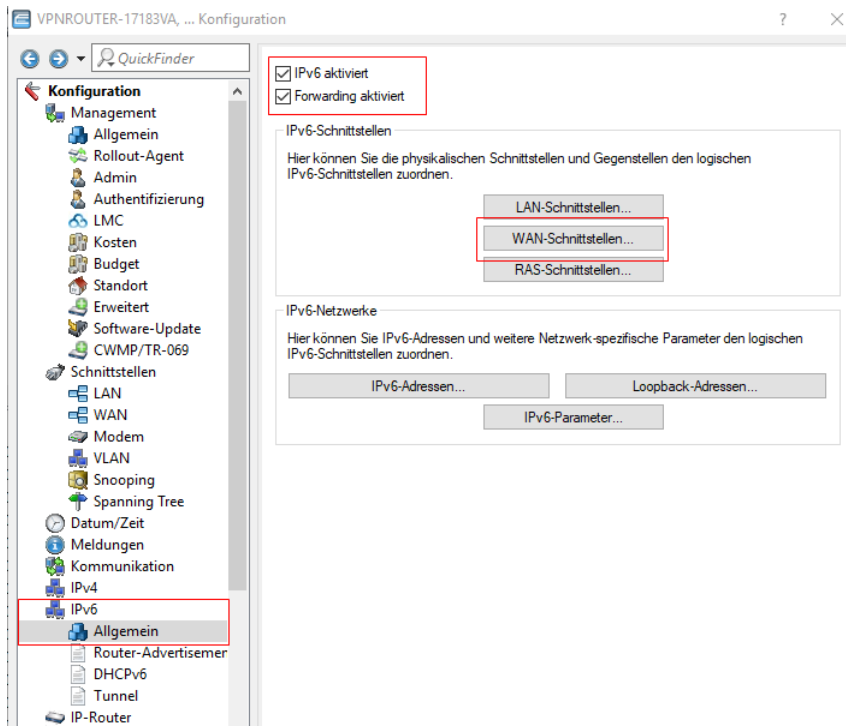 VPNROUTER-17183VA, ... Konfiguration
?
QuickFinder
Konfiguration
Management
Allgemein
Rollout-Agent
Admin
Authentifizierung
LMC
Kosten
Budget
Standort
Erweitert
Software-Update
CWMP/TR-069
Schnittstellen
LAN
WAN
Modem
VLAN
Snooping
Spanning Tree
Datum/Zeit
Meldungen
Kommunikation
IPv4
IPv6
Allgemein
Router-Advertisemer
DHCPv6
Tunnel
IP-Router
IPv6 aktiviert
Forwarding aktiviert
IPv6-Schnittstellen
Hier können Sie die physikalischen Schnittstellen und Gegenstellen den logischen
IPv6-Schnittstellen zuordnen.
LAN-Schnittstellen...
WAN-Schnittstellen...
RAS-Schnittstellen...
IPv6-Netzwerke
Hier können Sie IPv6-Adressen und weitere Netzwerk-spezifische Parameter den logischen
IPv6-Schnittstellen zuordnen.
IPv6-Adressen...
Loopback-Adressen...
IPv6-Parameter...